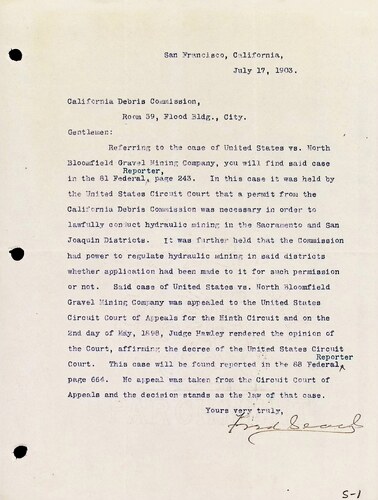 San Francisco, California,
July 17, 1903.
California Debris Commission,
Room 39, Flood Bldg., City.
Gentlemen:
Referring to the case of United States vs. North
Bloomfield Gravel Mining Company, you will find said case
Reporter,
in the 81 Federal, page 243. In this case it was held by
the United States Circuit Court that a permit from the
California Debris Commission was necessary in order to
lawfully conduct hydraulic mining in the Sacramento and San
Joaquin Districts. It was further held that the Commission
had power to regulate hydraulic mining in said districts
whether application had been made to it for such permission
or not. Said case of United States vs. North Bloomfield
Gravel Mining Company was appealed to the United States
Circuit Court of Appeals for the Ninth Circuit and on the
2nd day of May, 1898, Judge Hawley rendered the opinion of
the Court, affirming the decree of the United States Circuit
Reporter
Court. This case will be found reported in the 88 Federal,
page 664. No appeal was taken from the Circuit Court of
Appeals and the decision stands as the law of that case.
Yours very truly,
S-1